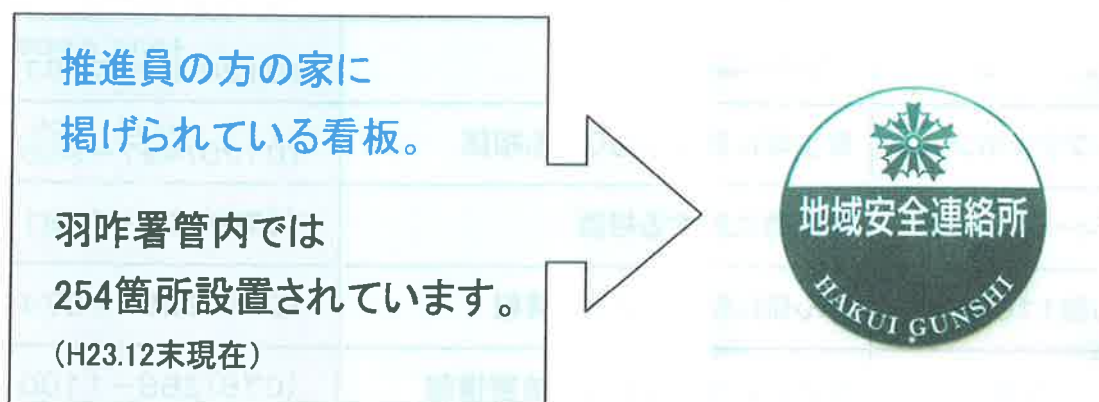 推進員の方の家に
掲げられている看板。
羽咋署管内では
254箇所設置されています。
(H23.12末現在)
地域安全連絡所
HAKUI GUNSHI